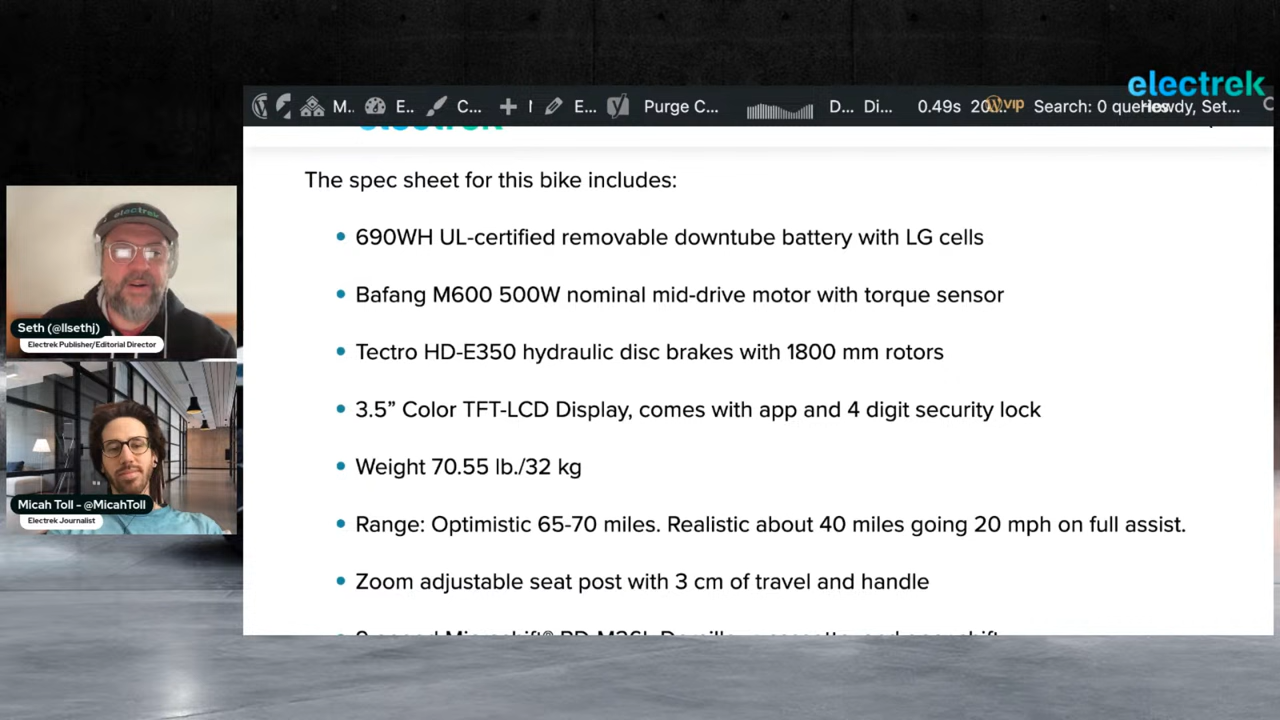 electrek
M.. E.. C... E... Purge C... D... Di... 0.49s 20... VIP Search: 0 queries Howdy, Set...
electrek
The spec sheet for this bike includes:
• 690WH UL-certified removable downtube battery with LG cells
• Bafang M600 500W nominal mid-drive motor with torque sensor
• Tectro HD-E350 hydraulic disc brakes with 1800 mm rotors
• 3.5” Color TFT-LCD Display, comes with app and 4 digit security lock
• Weight 70.55 lb./32 kg
• Range: Optimistic 65-70 miles. Realistic about 40 miles going 20 mph on full assist.
• Zoom adjustable seat post with 3 cm of travel and handle
electrek
Seth (@llsethj)
Electrek Publisher/Editorial Director
Micah Toll - @MicahToll
Electrek Journalist